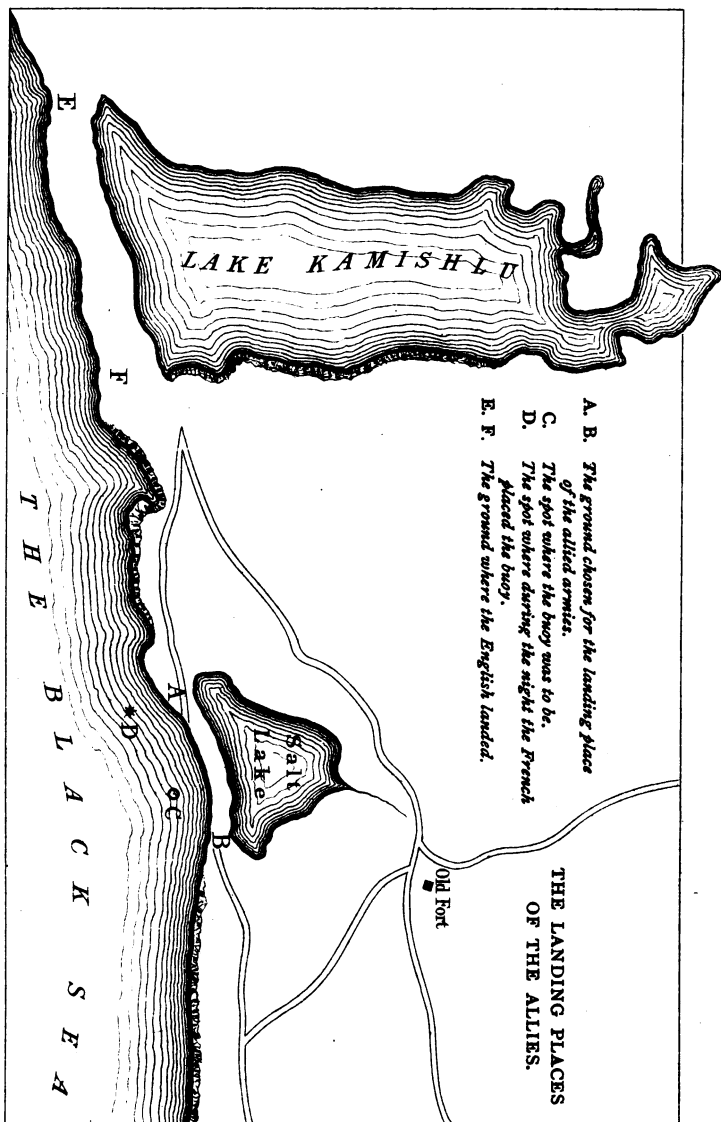 THE LANDING PLACES
OF THE ALLIES.
A. B. The ground chosen for the landing place
of the allied armies.
C. The spot where the buoy was to be.
D. The spot where during the night the French
placed the buoy.
E. F. The ground where the English landed.
LAKE KAMISHLU
Old Fort
Salt
Lake
E
F
A
B
D
C
THE BLACK SEA